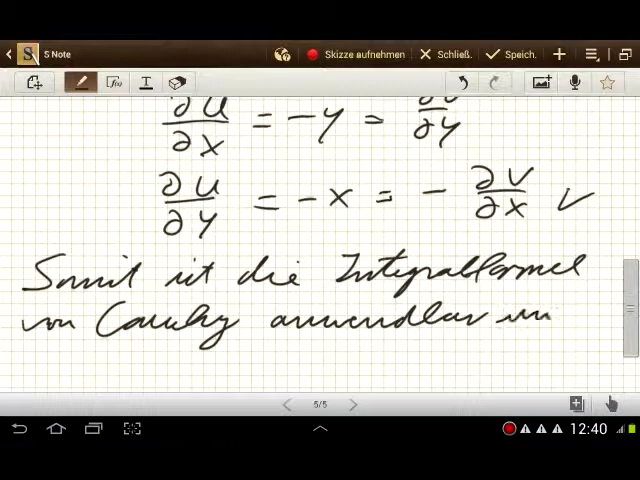 S Note
Skizze aufnehmen
Schließ.
Speich.
f(x)
T
∂u/∂x = -y = ∂v/∂y
∂u/∂y = -x = - ∂v/∂x ✓
Somit ist die Integralformel
von Cauchy anwendbar
5/5
12:40